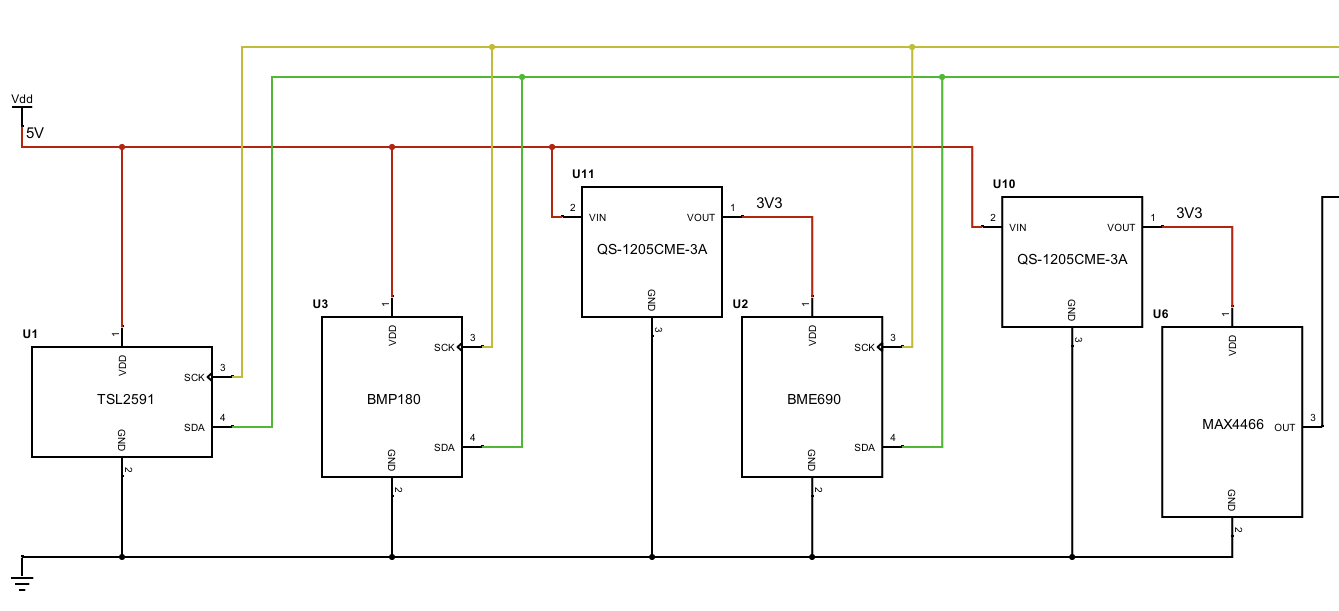 Vdd
5V
U11
2
VIN
VOUT
1
3V3
QS-1205CME-3A
GND
3
U10
2
VIN
VOUT
1
3V3
QS-1205CME-3A
GND
3
U1
1
VDD
SCK
3
TSL2591
SDA
4
GND
2
U3
1
VDD
SCK
3
BMP180
SDA
4
GND
2
U2
1
VDD
SCK
3
BME690
SDA
4
GND
2
U6
1
VDD
MAX4466
OUT
3
GND
2